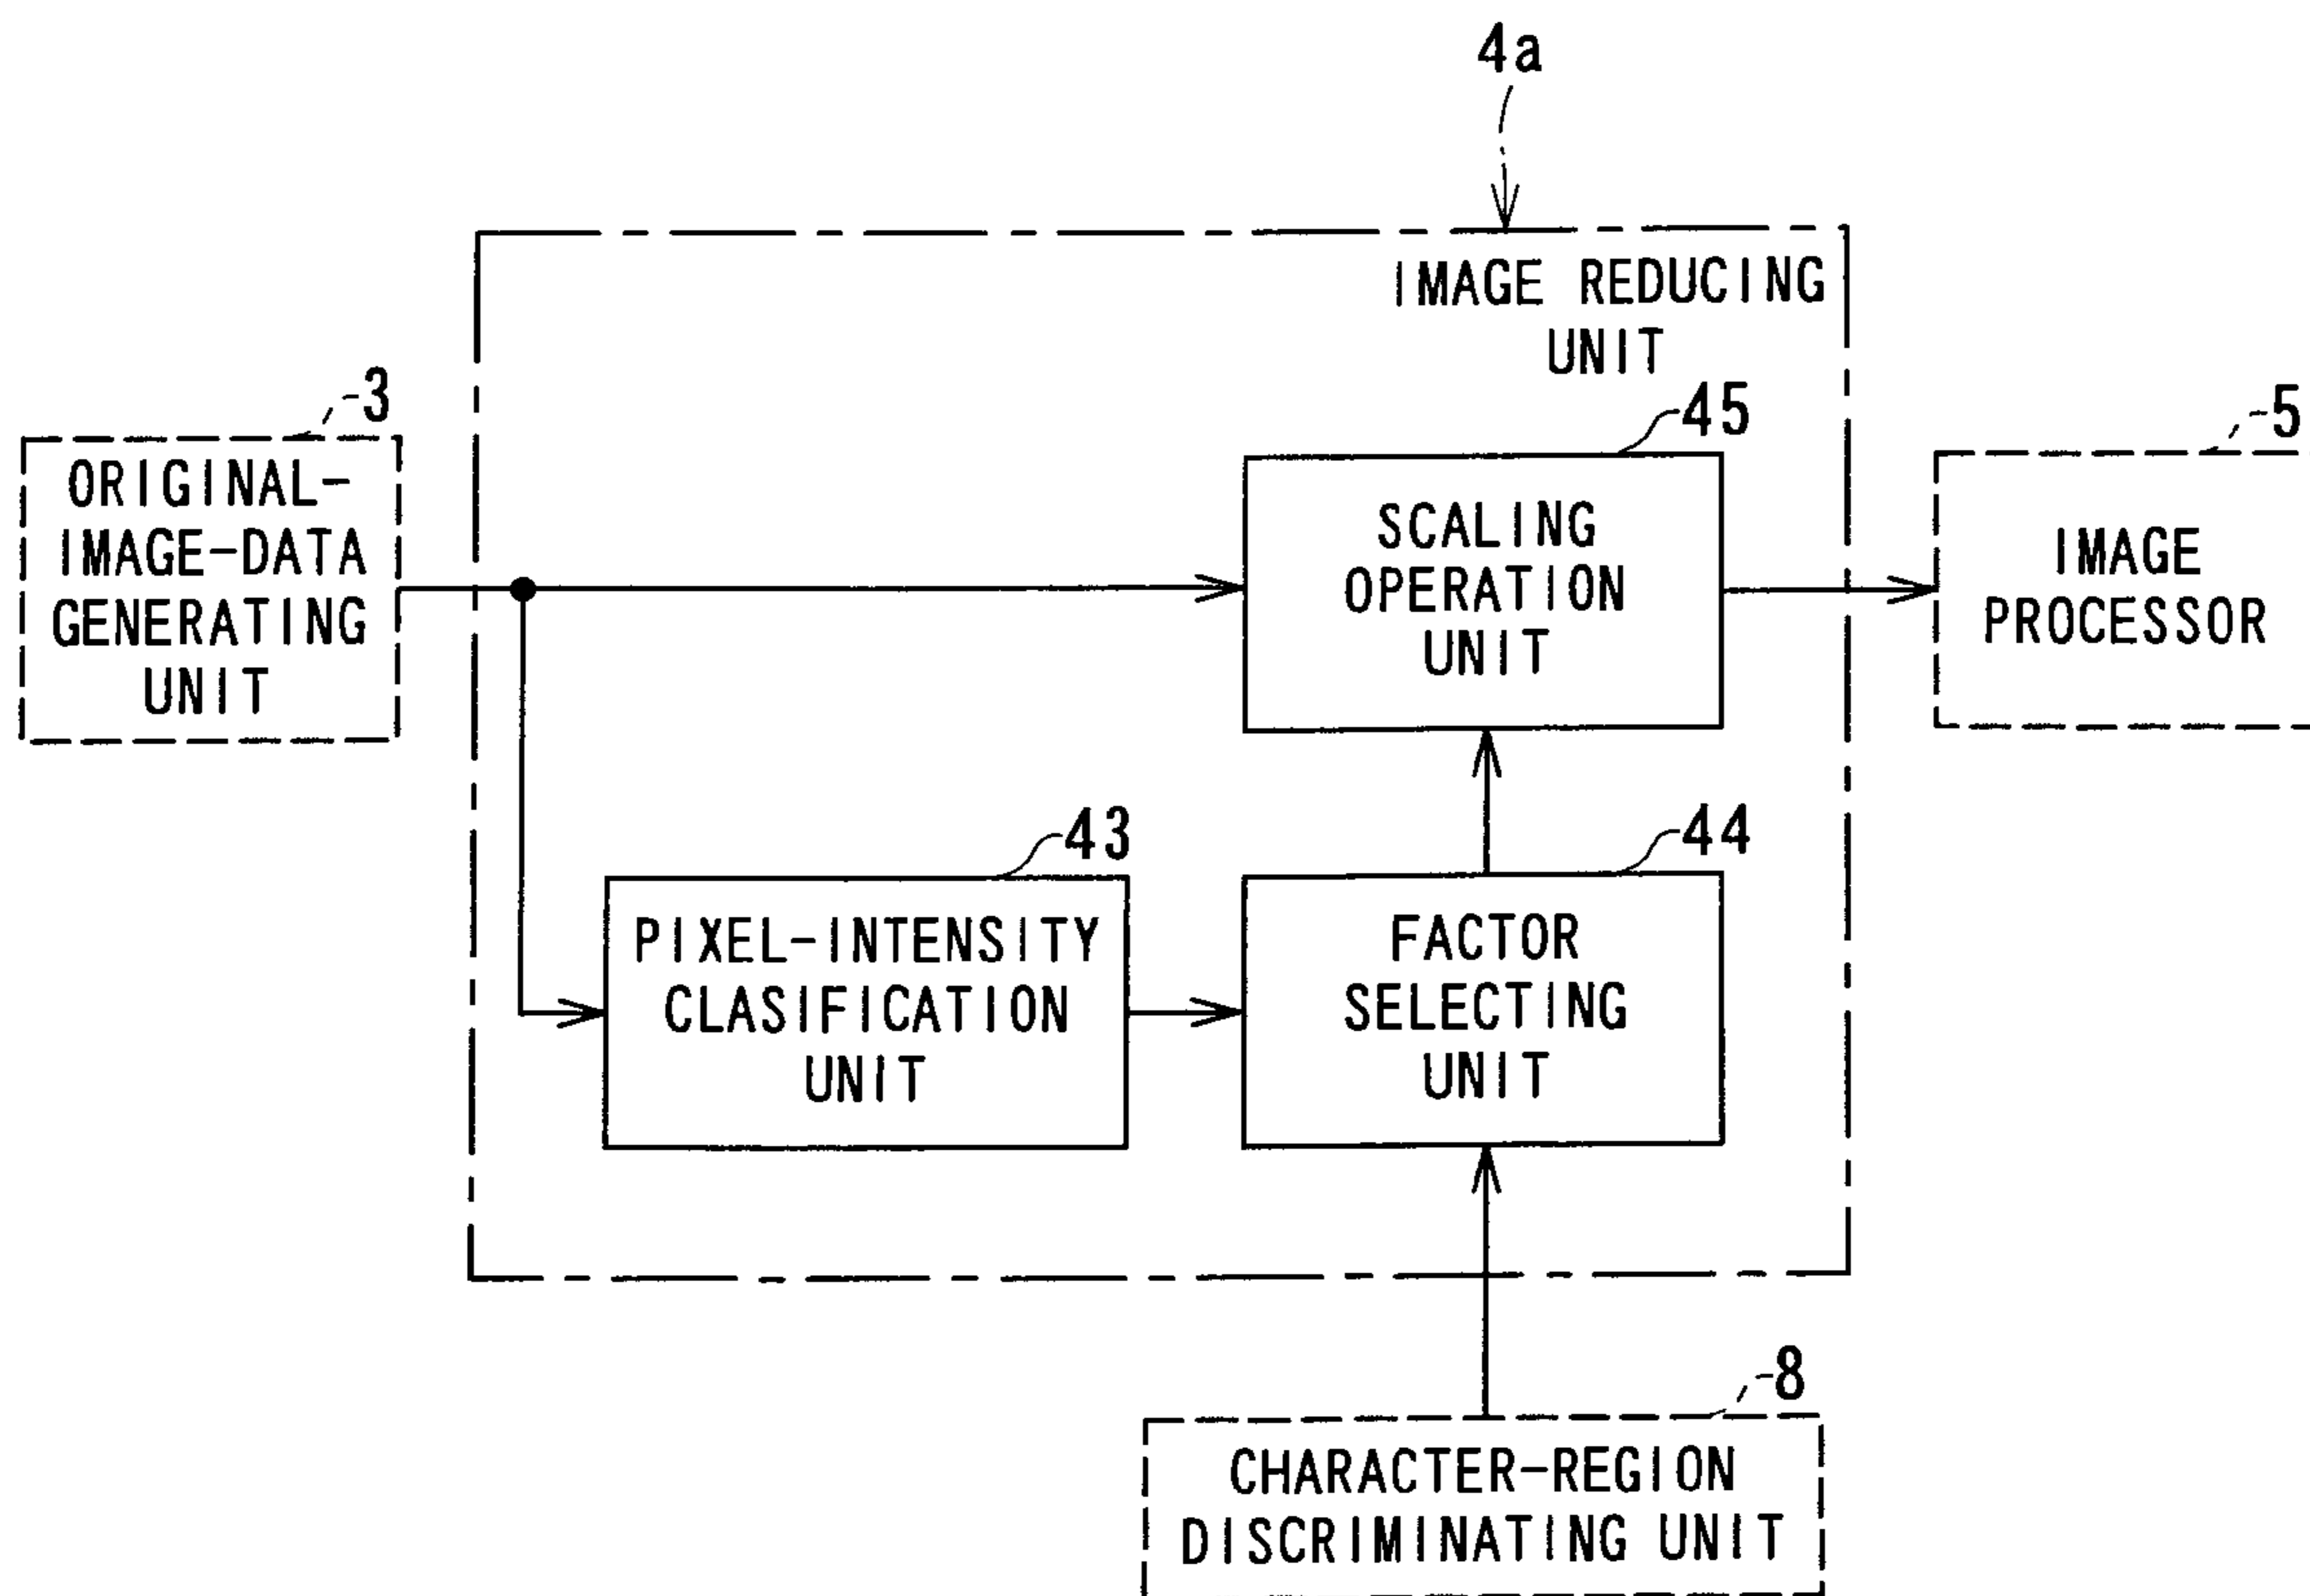 4a
IMAGE REDUCING
UNIT
3
ORIGINAL-
IMAGE-DATA
GENERATING
UNIT
45
SCALING
OPERATION
UNIT
5
IMAGE
PROCESSOR
43
PIXEL-INTENSITY
CLASIFICATION
UNIT
44
FACTOR
SELECTING
UNIT
8
CHARACTER-REGION
DISCRIMINATING UNIT